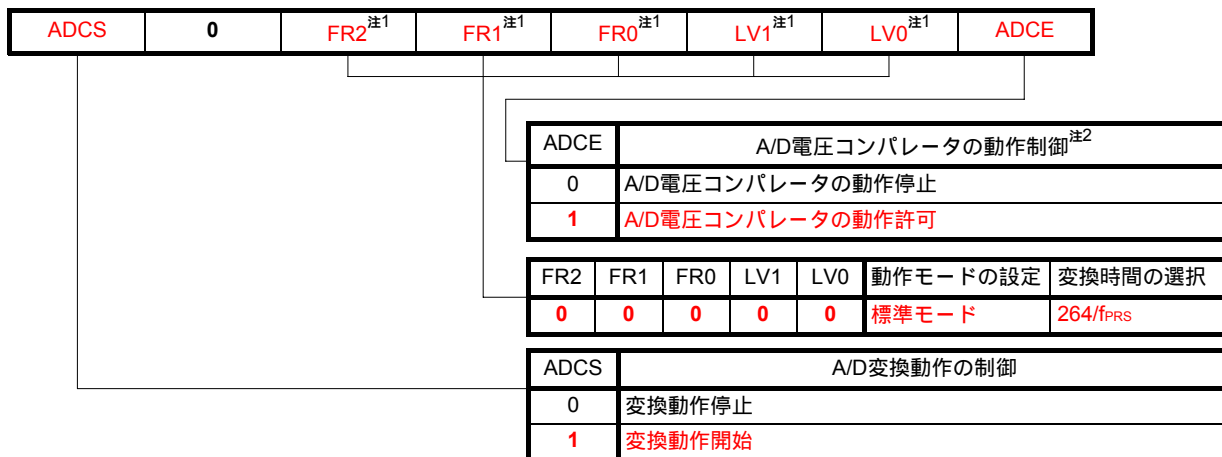 ADCS 0 FR2注1 FR1注1 FR0注1 LV1注1 LV0注1 ADCE
ADCE A/D電圧コンパレータの動作制御注2
0 A/D電圧コンパレータの動作停止
1 A/D電圧コンパレータの動作許可
FR2 FR1 FR0 LV1 LV0 動作モードの設定 変換時間の選択
0 0 0 0 0 標準モード 264/fPRS
ADCS A/D変換動作の制御
0 変換動作停止
1 変換動作開始